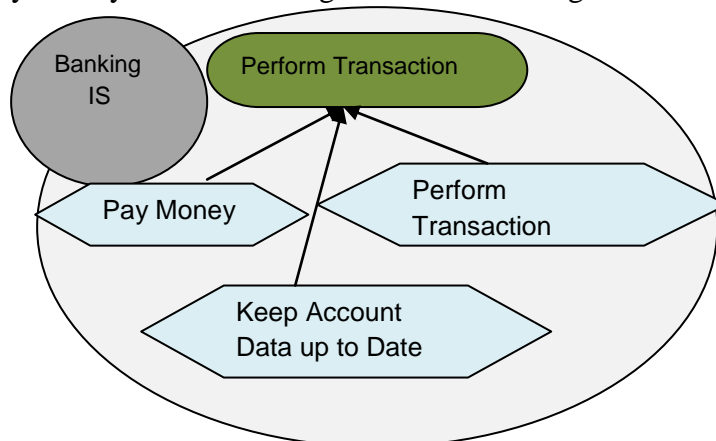 Banking
IS
Perform Transaction
Pay Money
Perform
Transaction
Keep Account
Data up to Date